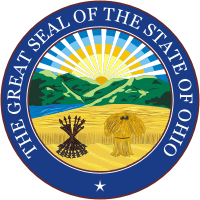 THE GREAT SEAL OF THE STATE OF OHIO